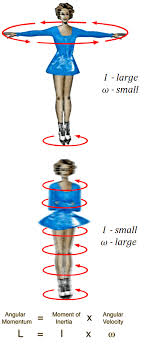 I - large
ω - small
I - small
ω - large
Angular Momentum = Moment of Inertia x Angular Velocity
L = I x ω